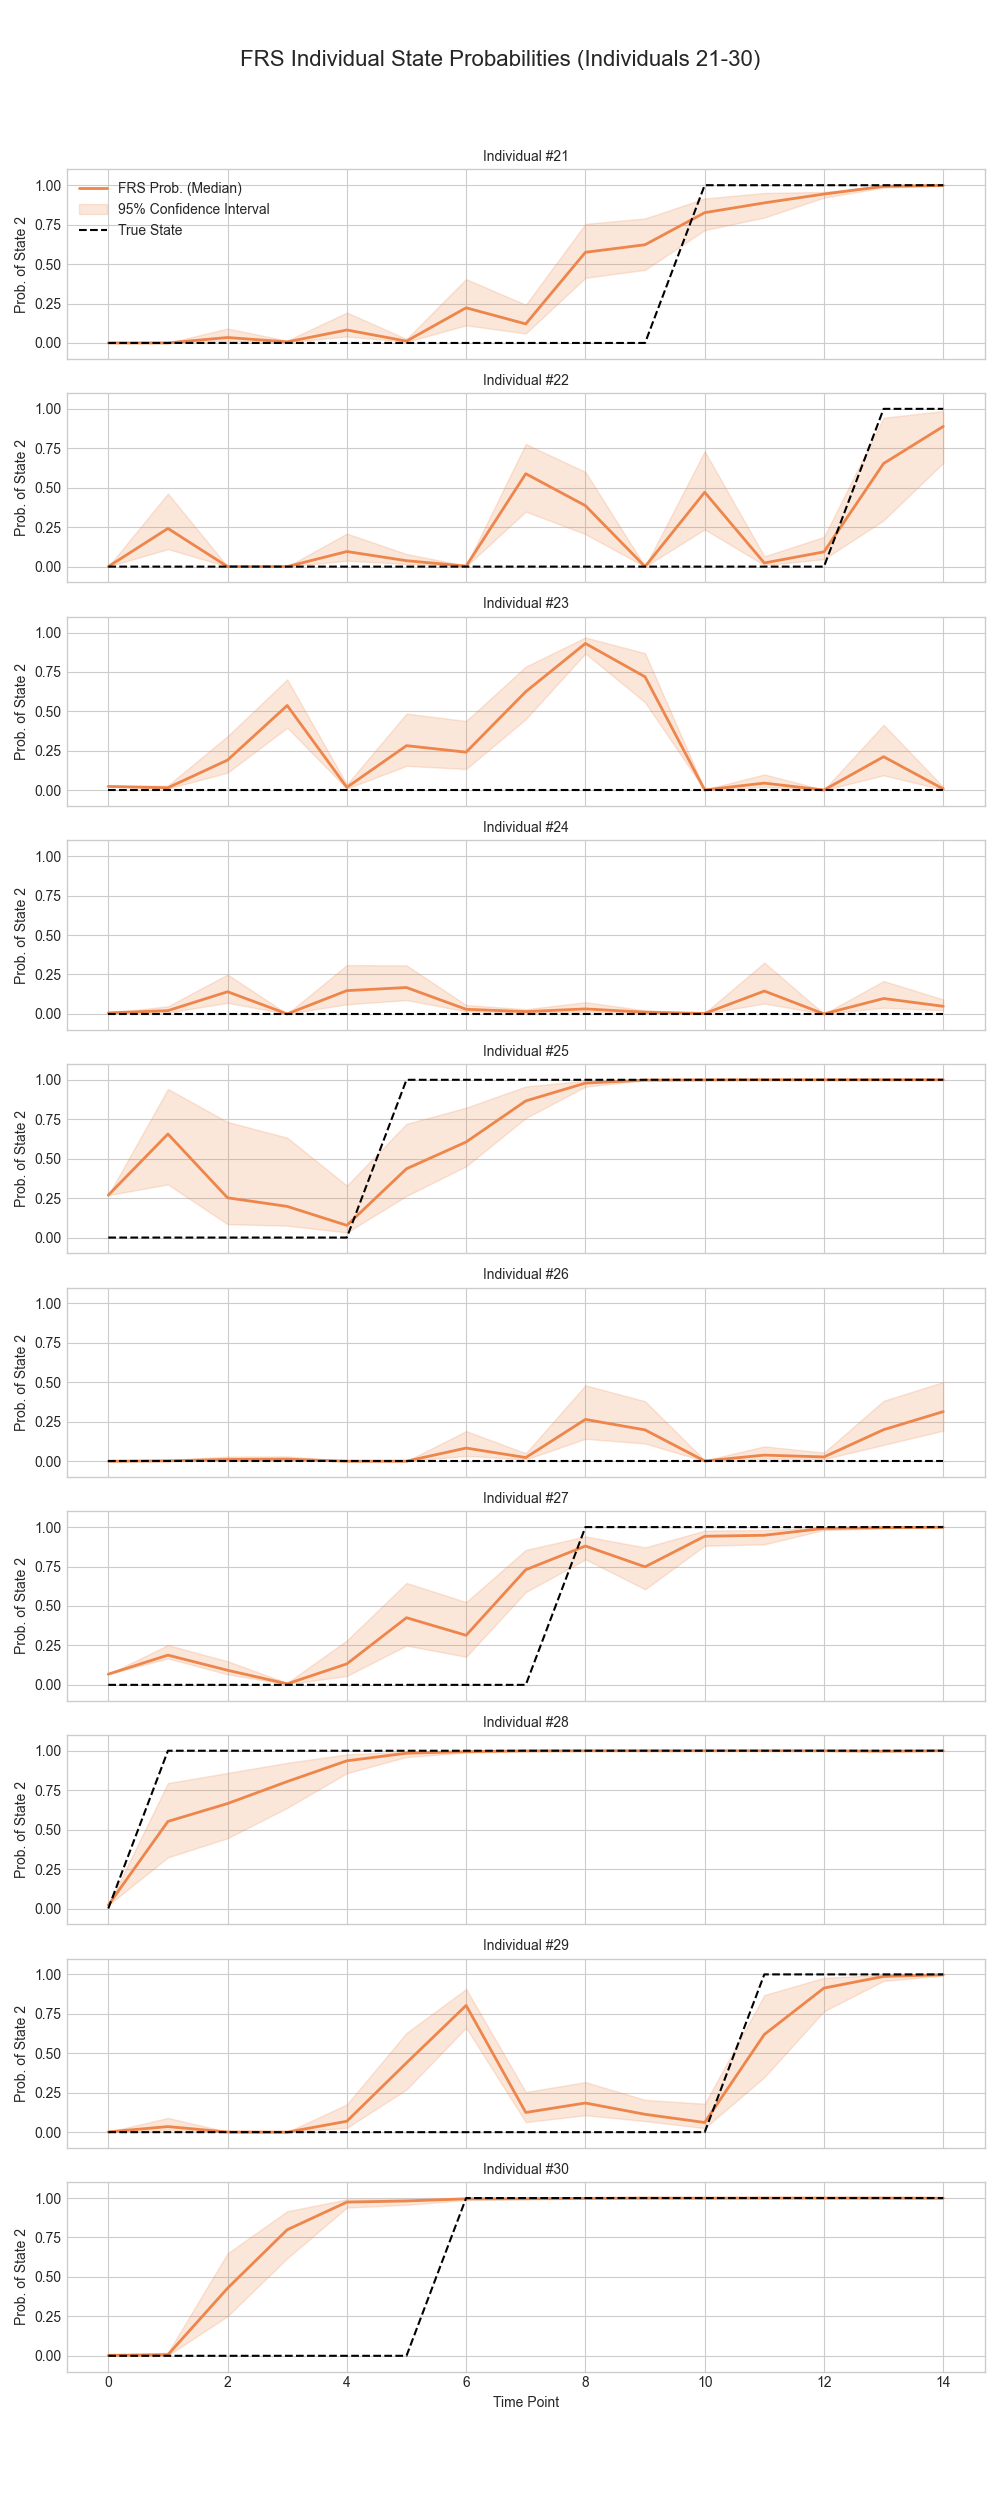 FRS Individual State Probabilities (Individuals 21-30)
Individual #21
1.00
0.75
0.50
0.25
0.00
Prob. of State 2
FRS Prob. (Median)
95% Confidence Interval
True State
Individual #22
1.00
0.75
0.50
0.25
0.00
Prob. of State 2
Individual #23
1.00
0.75
0.50
0.25
0.00
Prob. of State 2
Individual #24
1.00
0.75
0.50
0.25
0.00
Prob. of State 2
Individual #25
1.00
0.75
0.50
0.25
0.00
Prob. of State 2
Individual #26
1.00
0.75
0.50
0.25
0.00
Prob. of State 2
Individual #27
1.00
0.75
0.50
0.25
0.00
Prob. of State 2
Individual #28
1.00
0.75
0.50
0.25
0.00
Prob. of State 2
Individual #29
1.00
0.75
0.50
0.25
0.00
Prob. of State 2
Individual #30
1.00
0.75
0.50
0.25
0.00
Prob. of State 2
0 2 4 6 8 10 12 14
Time Point